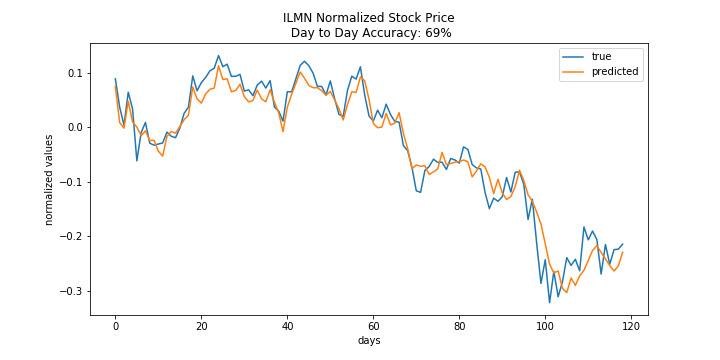 ILMN Normalized Stock Price
Day to Day Accuracy: 69%
true
predicted
normalized values
0.1
0.0
−0.1
−0.2
−0.3
0
20
40
60
80
100
120
days